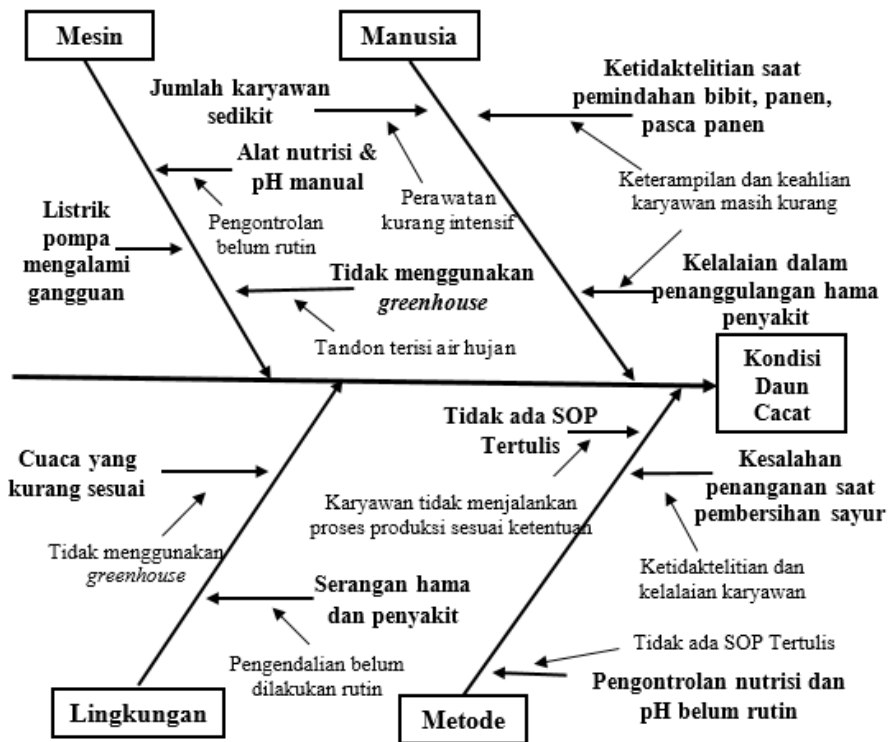 Mesin
Manusia
Jumlah karyawan
sedikit
Ketidaktelitian saat
pemindahan bibit, panen,
pasca panen
Alat nutrisi &
pH manual
Pengontrolan
belum rutin
Perawatan
kurang intensif
Keterampilan dan keahlian
karyawan masih kurang
Listrik
pompa
mengalami
gangguan
Tidak menggunakan
greenhouse
Tandon terisi air hujan
Kelalaian dalam
penanggulangan hama
penyakit
Kondisi
Daun
Cacat
Tidak ada SOP
Tertulis
Cuaca yang
kurang sesuai
Karyawan tidak menjalankan
proses produksi sesuai ketentuan
Kesalahan
penanganan saat
pembersihan sayur
Tidak menggunakan
greenhouse
Ketidaktelitian dan
kelalaian karyawan
Serangan hama
dan penyakit
Pengendalian belum
dilakukan rutin
Tidak ada SOP Tertulis
Pengontrolan nutrisi dan
pH belum rutin
Lingkungan
Metode